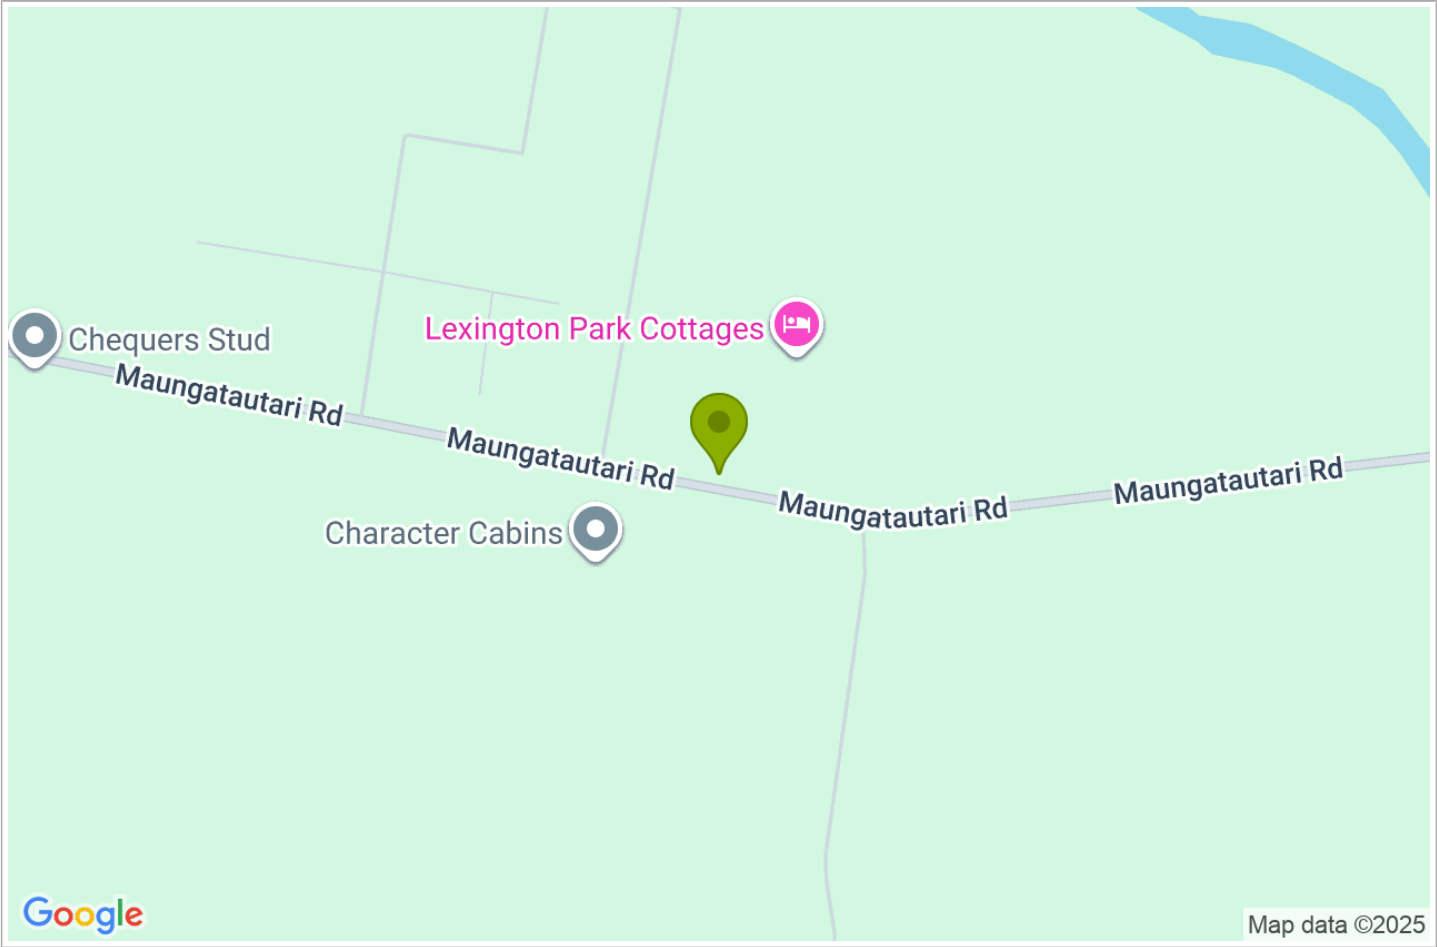 Lexington Park Cottages
Chequers Stud
Maungatautari Rd
Maungatautari Rd
Maungatautari Rd
Maungatautari Rd
Character Cabins
Google
Map data ©2025